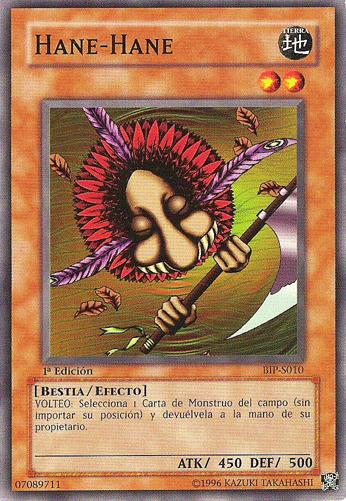 HANE-HANE
TIERRA
地
1ª Edición
BIP-S010
[BESTIA/EFECTO]
VOLTEO: Selecciona 1 Carta de Monstruo del campo (sin
importar su posición) y devuélvela a la mano de su
propietario.
ATK/ 450 DEF/ 500
07089711
©1996 KAZUKI TAKAHASHI